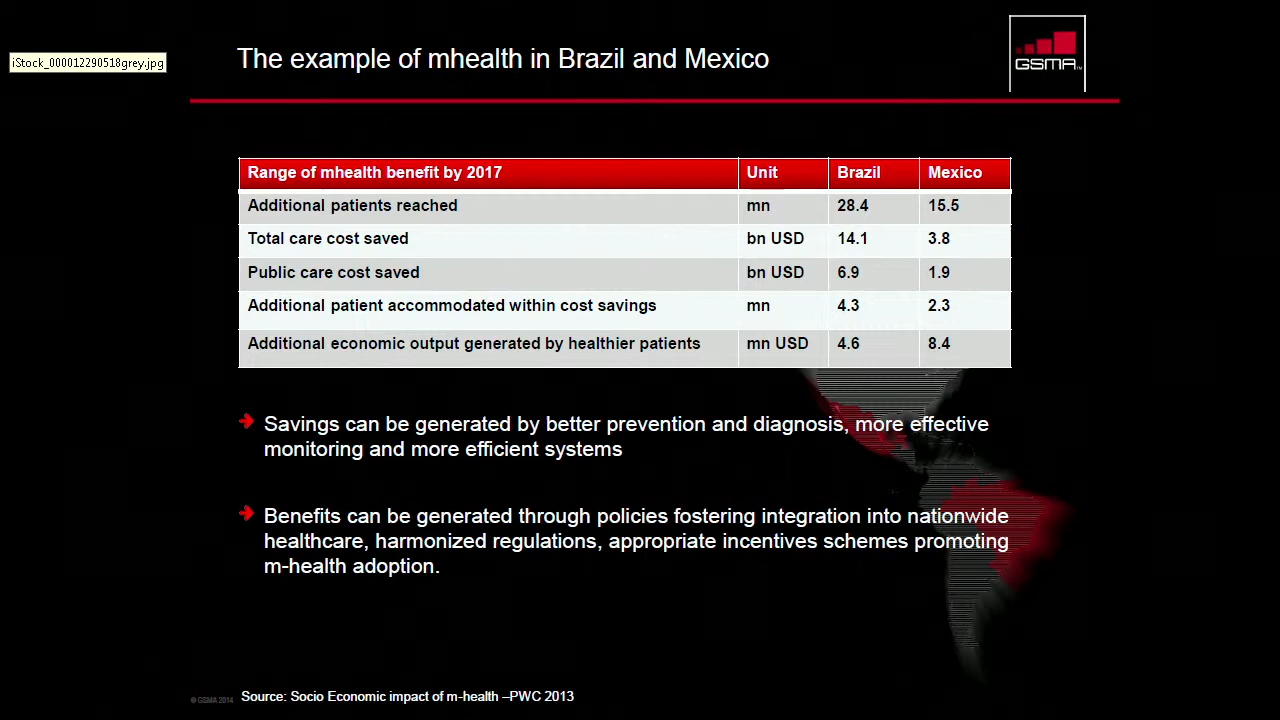 iStock_000012290518grey.jpg
The example of mhealth in Brazil and Mexico
GSMA™
Range of mhealth benefit by 2017 Unit Brazil Mexico
Additional patients reached mn 28.4 15.5
Total care cost saved bn USD 14.1 3.8
Public care cost saved bn USD 6.9 1.9
Additional patient accommodated within cost savings mn 4.3 2.3
Additional economic output generated by healthier patients mn USD 4.6 8.4
Savings can be generated by better prevention and diagnosis, more effective
monitoring and more efficient systems
Benefits can be generated through policies fostering integration into nationwide
healthcare, harmonized regulations, appropriate incentives schemes promoting
m-health adoption.
© GSMA 2014
Source: Socio Economic impact of m-health –PWC 2013